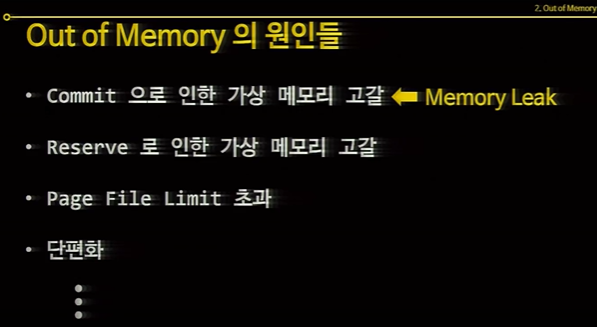 2. Out of Memory
Out of Memory 의 원인들
• Commit 으로 인한 가상 메모리 고갈 Memory Leak
• Reserve 로 인한 가상 메모리 고갈
• Page File Limit 초과
• 단편화